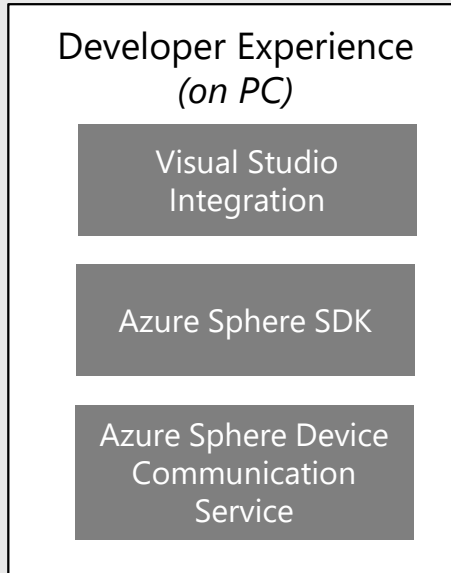 Developer Experience
(on PC)
Visual Studio
Integration
Azure Sphere SDK
Azure Sphere Device
Communication
Service